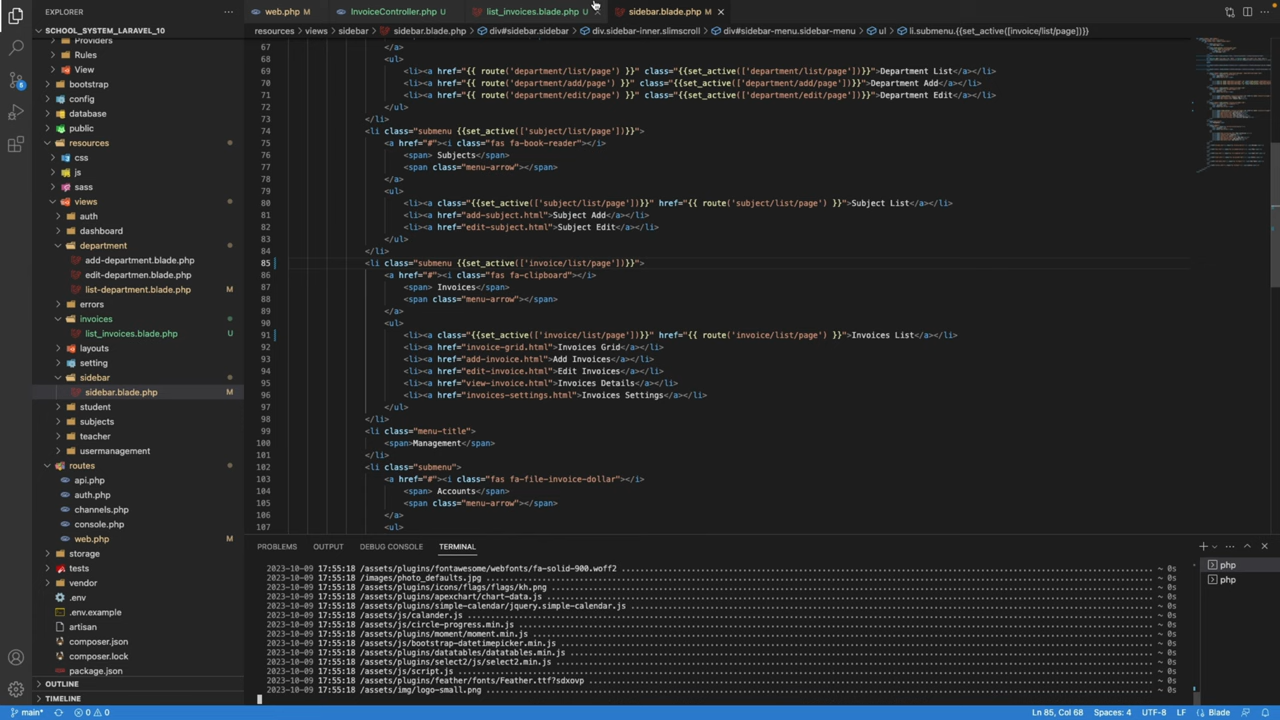 EXPLORER
SCHOOL_SYSTEM_LARAVEL_10
Providers
Rules
View
bootstrap
config
database
public
resources
css
js
sass
views
auth
dashboard
department
add-departmen.blade.php
edit-departmen.blade.php
list-department.blade.php M
errors
invoices
list_invoices.blade.php U
layouts
setting
sidebar
sidebar.blade.php M
student
subjects
teacher
usermanagement
routes
api.php
auth.php
channels.php
console.php
web.php M
storage
tests
vendor
.env
.env.example
artisan
composer.json
composer.lock
package.json
OUTLINE
TIMELINE
web.php M InvoiceController.php U list_invoices.blade.php U sidebar.blade.php M
resources > views > sidebar > sidebar.blade.php > div#sidebar.sidebar > div.sidebar-inner.slimscroll > div#sidebar-menu.sidebar-menu > ul > li.submenu.{{set_active([invoice/list/page])}}
67 </a>
68 <ul>
69 <li><a href="{{ route('department/list/page') }}" class="{{set_active(['department/list/page'])}}">Department List</a></li>
70 <li><a href="{{ route('department/add/page') }}" class="{{set_active(['department/add/page'])}}">Department Add</a></li>
71 <li><a href="{{ route('department/edit/page') }}" class="{{set_active(['department/edit/page'])}}">Department Edit</a></li>
72 </ul>
73 </li>
74 <li class="submenu {{set_active(['subject/list/page'])}}">
75 <a href="#"><i class="fas fa-book-reader"></i>
76 <span> Subjects</span>
77 <span class="menu-arrow"></span>
78 </a>
79 <ul>
80 <li><a class="{{set_active(['subject/list/page'])}}" href="{{ route('subject/list/page') }}">Subject List</a></li>
81 <li><a href="add-subject.html">Subject Add</a></li>
82 <li><a href="edit-subject.html">Subject Edit</a></li>
83 </ul>
84 </li>
85 <li class="submenu {{set_active(['invoice/list/page'])}}">
86 <a href="#"><i class="fas fa-clipboard"></i>
87 <span> Invoices</span>
88 <span class="menu-arrow"></span>
89 </a>
90 <ul>
91 <li><a class="{{set_active(['invoice/list/page'])}}" href="{{ route('invoice/list/page') }}">Invoices List</a></li>
92 <li><a href="invoice-grid.html">Invoices Grid</a></li>
93 <li><a href="add-invoice.html">Add Invoices</a></li>
94 <li><a href="edit-invoice.html">Edit Invoices</a></li>
95 <li><a href="view-invoice.html">Invoices Details</a></li>
96 <li><a href="invoices-settings.html">Invoices Settings</a></li>
97 </ul>
98 </li>
99 <li class="menu-title">
100 <span>Management</span>
101 </li>
102 <li class="submenu">
103 <a href="#"><i class="fas fa-file-invoice-dollar"></i>
104 <span> Accounts</span>
105 <span class="menu-arrow"></span>
106 </a>
107 <ul>
PROBLEMS OUTPUT DEBUG CONSOLE TERMINAL
php
php
2023-10-09 17:55:18 /assets/plugins/fontawesome/webfonts/fa-solid-900.woff2 ~ 0s
2023-10-09 17:55:18 /images/photo_defaults.jpg ~ 0s
2023-10-09 17:55:18 /assets/plugins/icons/flags/flags/kh.png ~ 0s
2023-10-09 17:55:18 /assets/plugins/apexchart/chart-data.js ~ 0s
2023-10-09 17:55:18 /assets/plugins/simple-calendar/jquery.simple-calendar.js ~ 0s
2023-10-09 17:55:18 /assets/js/calander.js ~ 0s
2023-10-09 17:55:18 /assets/js/circle-progress.min.js ~ 0s
2023-10-09 17:55:18 /assets/plugins/moment/moment.min.js ~ 0s
2023-10-09 17:55:18 /assets/js/bootstrap-datetimepicker.min.js ~ 0s
2023-10-09 17:55:18 /assets/plugins/datatables/datatables.min.js ~ 0s
2023-10-09 17:55:18 /assets/plugins/select2/js/select2.min.js ~ 0s
2023-10-09 17:55:18 /assets/js/script.js ~ 0s
2023-10-09 17:55:18 /assets/plugins/feather/fonts/Feather.ttf?sdxovp ~ 0s
2023-10-09 17:55:18 /assets/img/logo-small.png ~ 0s
main* 0 0 Ln 85, Col 68 Spaces: 4 UTF-8 LF Blade